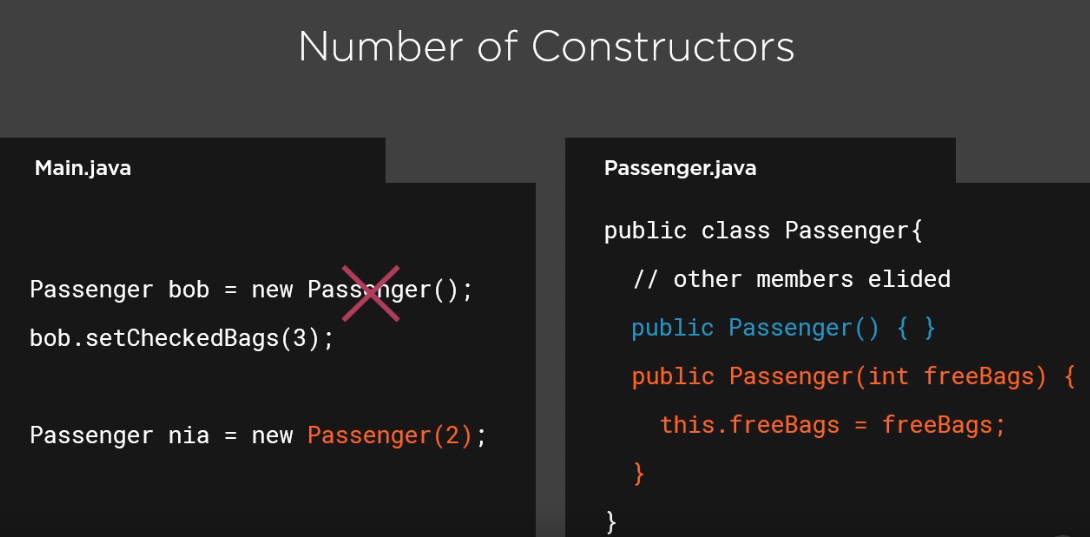 Number of Constructors
Main.java
Passenger bob = new Passenger();
bob.setCheckedBags(3);
Passenger nia = new Passenger(2);
Passenger.java
public class Passenger{
// other members elided
public Passenger() { }
public Passenger(int freeBags) {
this.freeBags = freeBags;
}
}